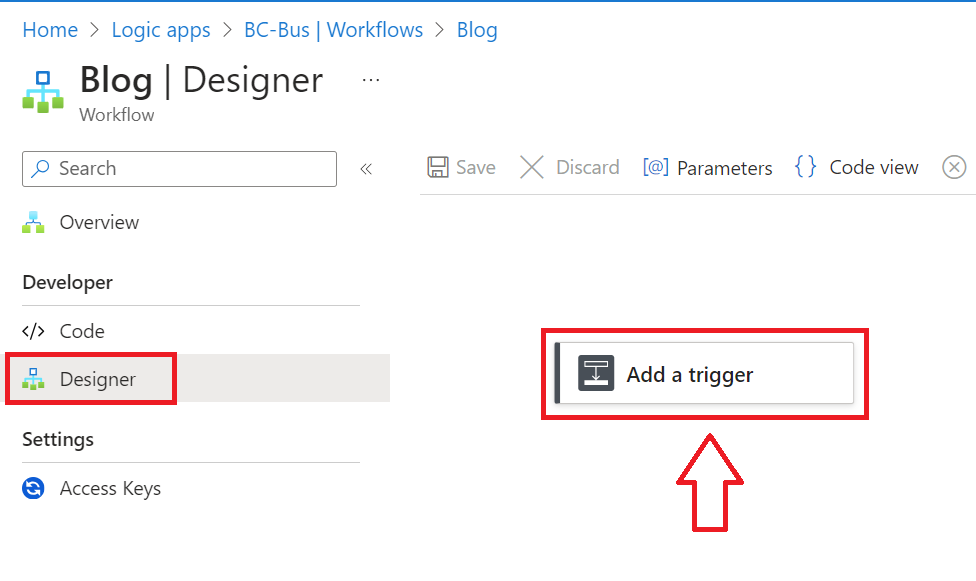 Home > Logic apps > BC-Bus | Workflows > Blog
Blog | Designer ...
Workflow
Search «
Save Discard [@] Parameters {} Code view
Overview
Developer
</> Code
Designer
Add a trigger
Settings
Access Keys